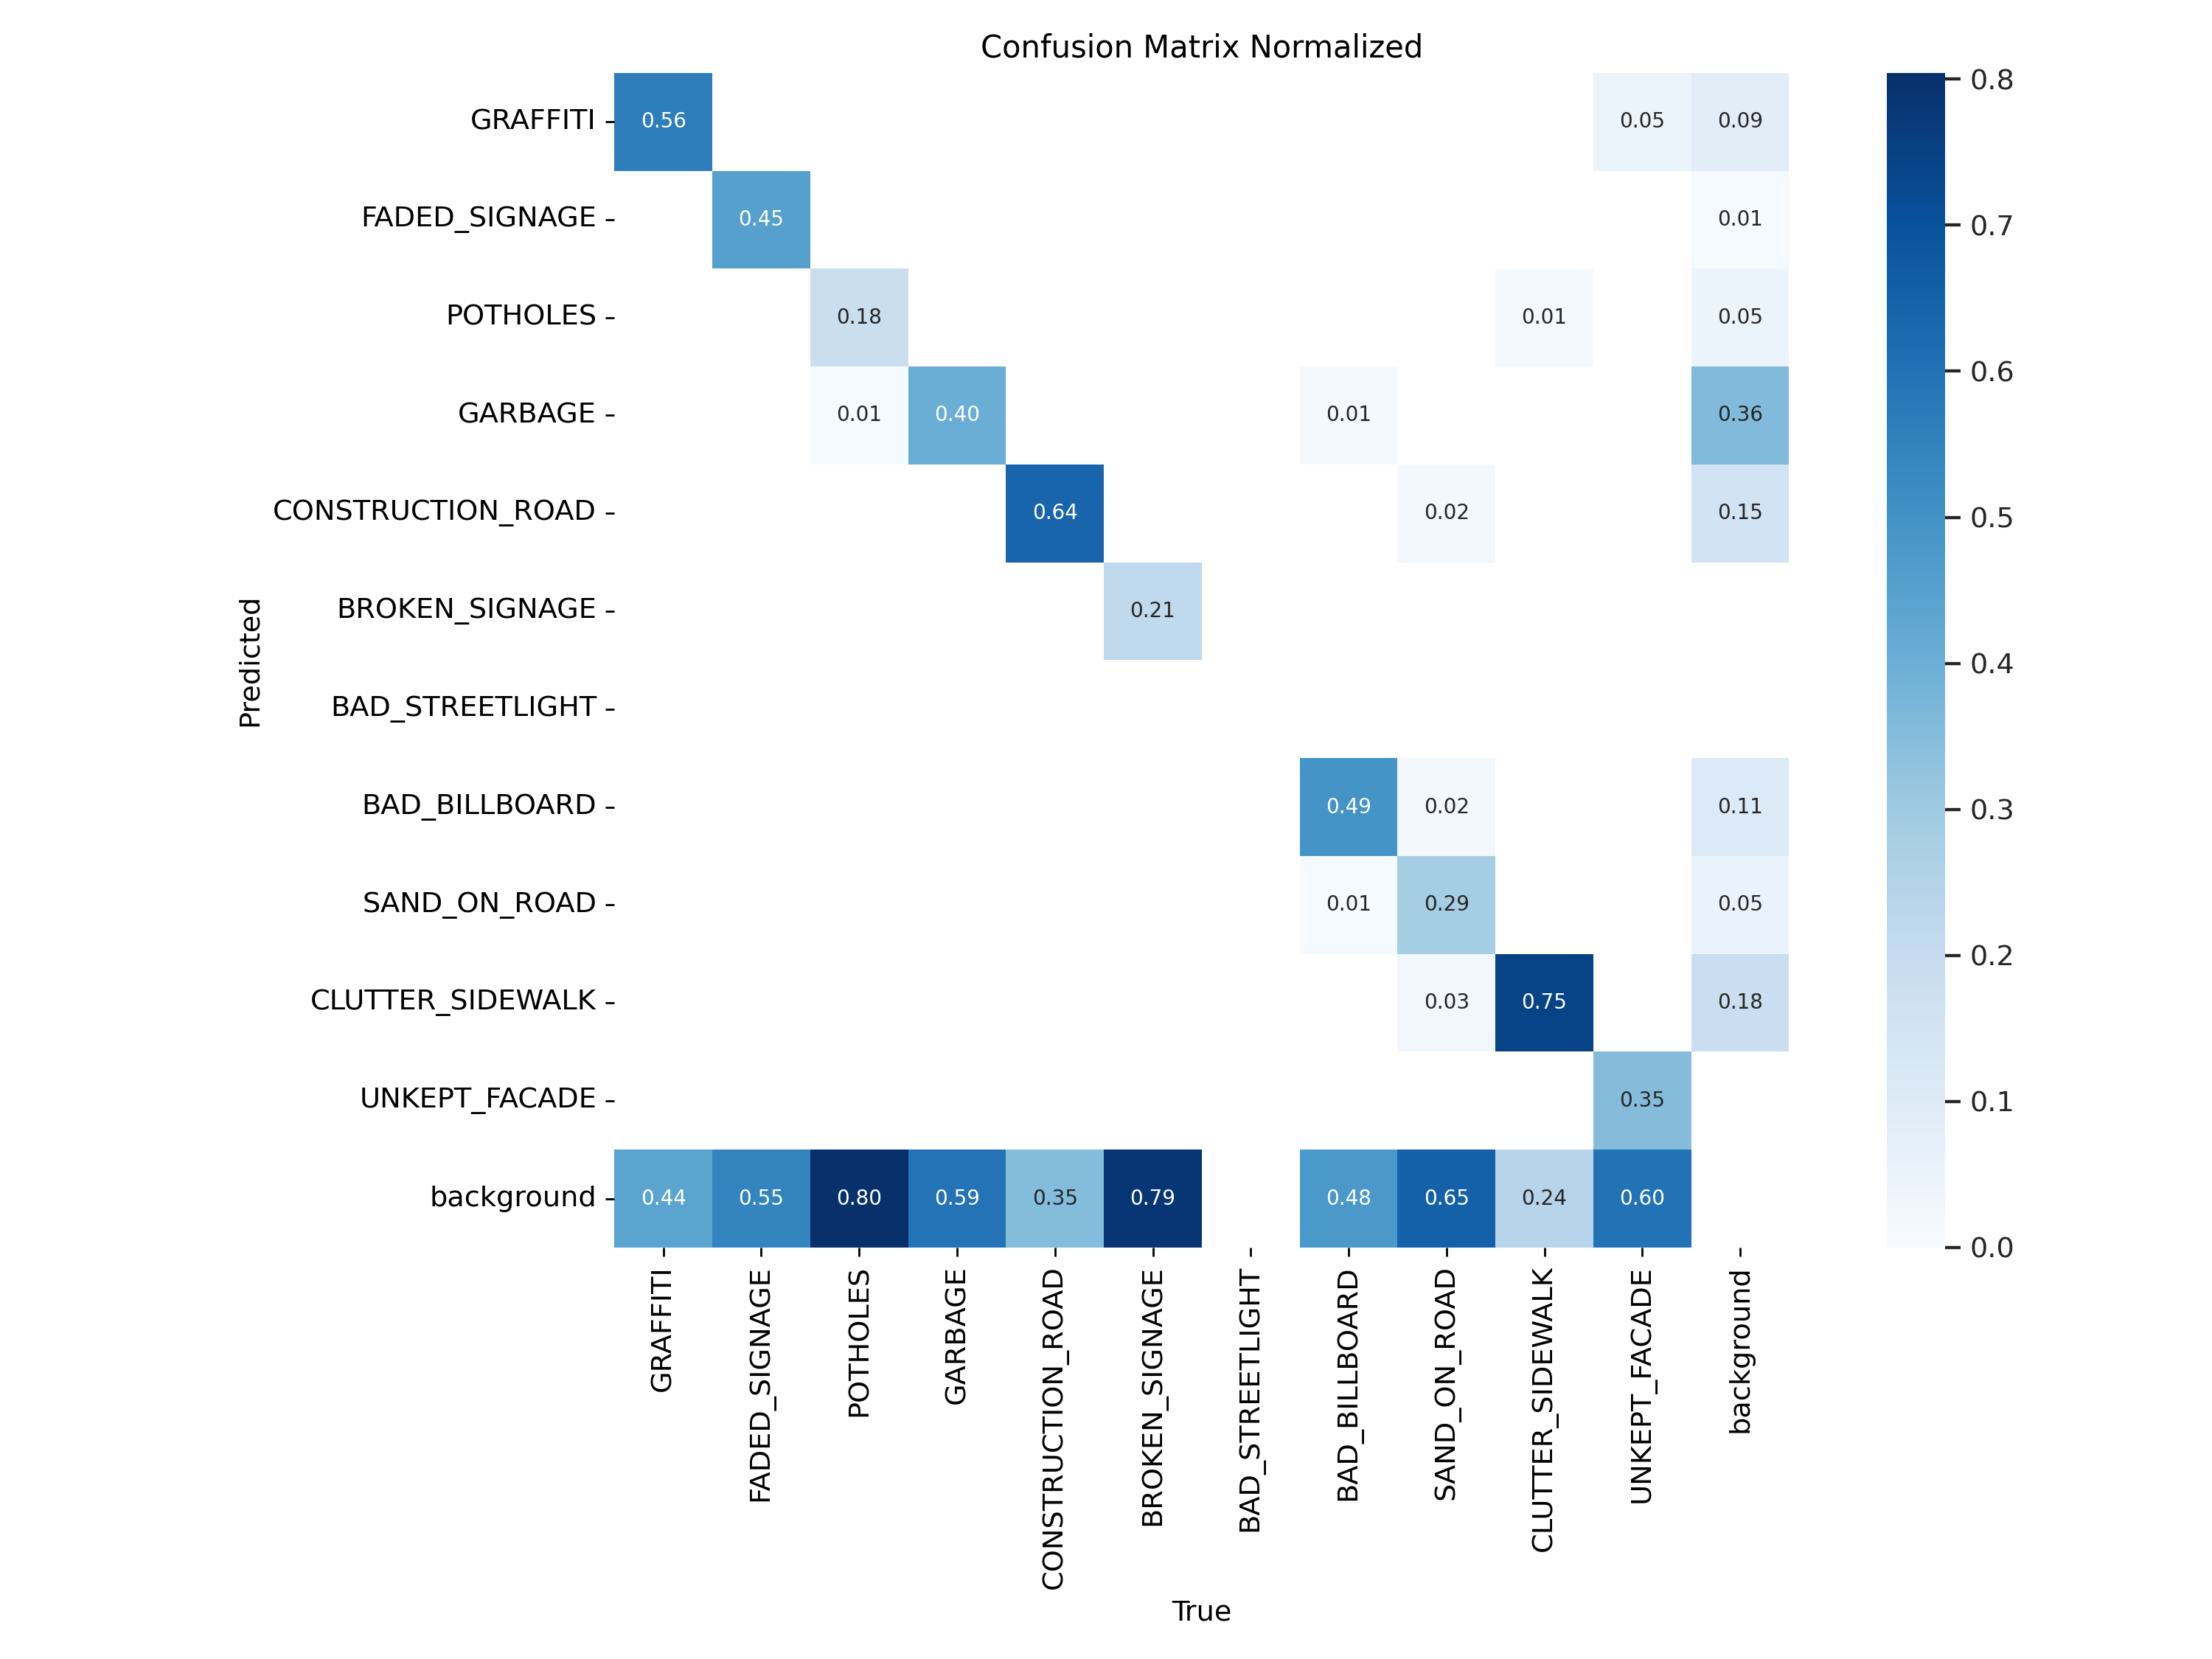 Confusion Matrix Normalized
GRAFFITI 0.56 0.05 0.09
FADED_SIGNAGE 0.45 0.01
POTHOLES 0.18 0.01 0.05
GARBAGE 0.01 0.40 0.01 0.36
CONSTRUCTION_ROAD 0.64 0.02 0.15
BROKEN_SIGNAGE 0.21
BAD_STREETLIGHT
BAD_BILLBOARD 0.49 0.02 0.11
SAND_ON_ROAD 0.01 0.29 0.05
CLUTTER_SIDEWALK 0.03 0.75 0.18
UNKEPT_FACADE 0.35
background 0.44 0.55 0.80 0.59 0.35 0.79 0.48 0.65 0.24 0.60
Predicted
GRAFFITI
FADED_SIGNAGE
POTHOLES
GARBAGE
CONSTRUCTION_ROAD
BROKEN_SIGNAGE
BAD_STREETLIGHT
BAD_BILLBOARD
SAND_ON_ROAD
CLUTTER_SIDEWALK
UNKEPT_FACADE
background
True
0.8
0.7
0.6
0.5
0.4
0.3
0.2
0.1
0.0